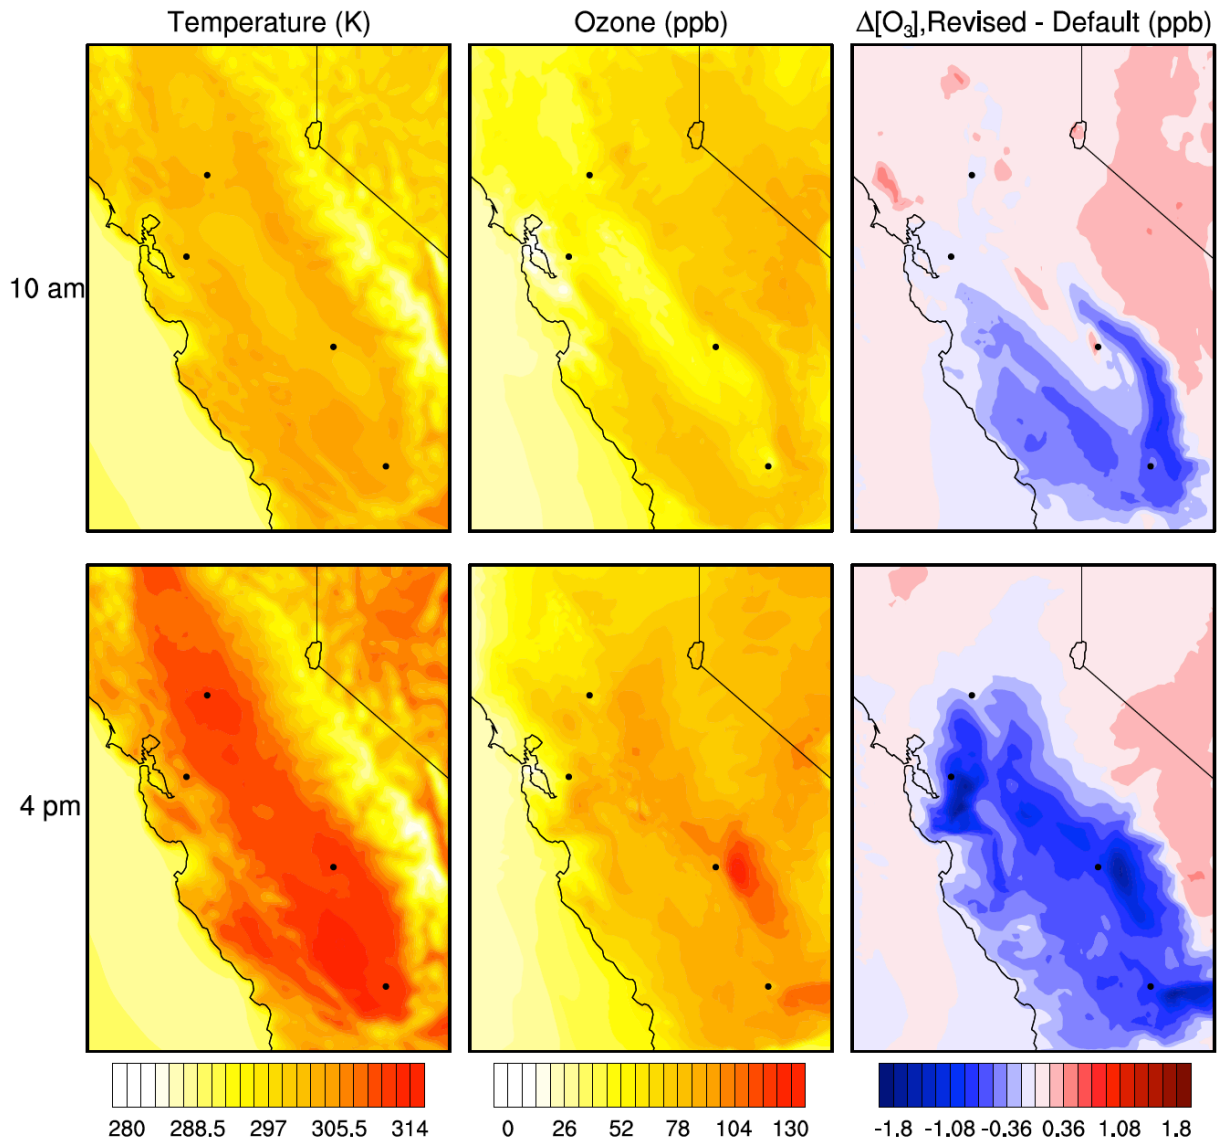 Temperature (K) Ozone (ppb) Δ[O₃],Revised - Default (ppb)
10 am
4 pm
280 288,5 297 305,5 314 0 26 52 78 104 130 -1,8 -1,08 -0,36 0,36 1,08 1,8